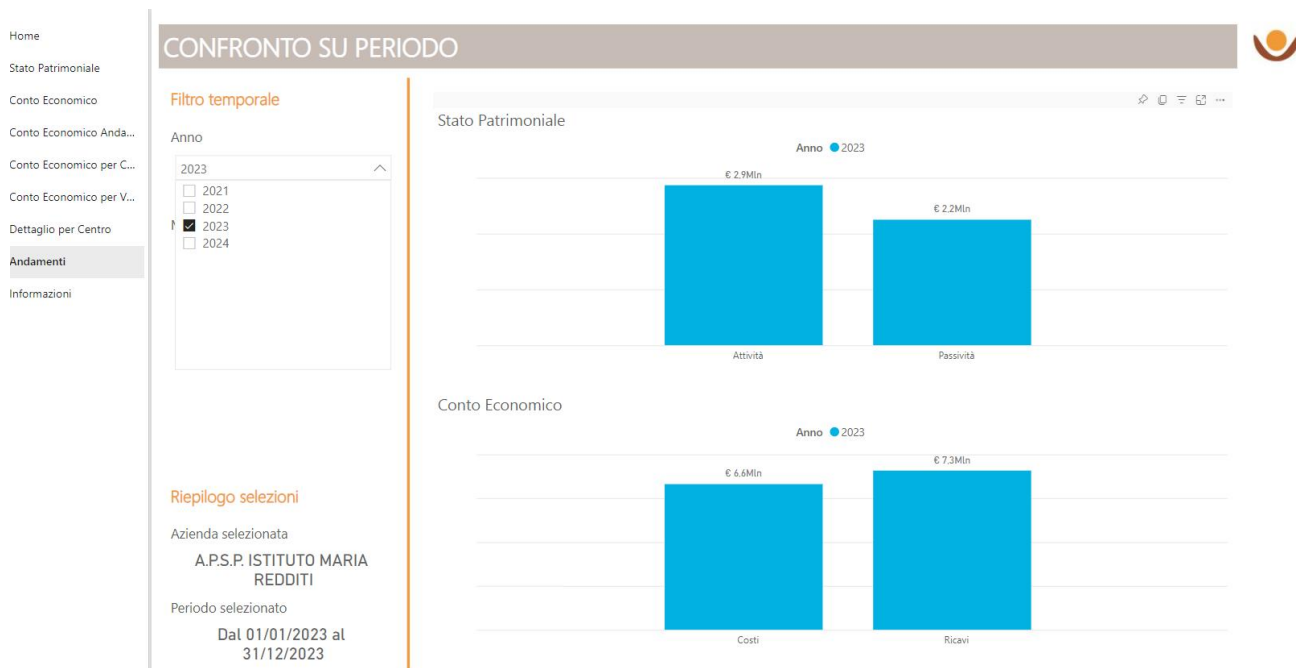 Home
Stato Patrimoniale
Conto Economico
Conto Economico Anda...
Conto Economico per C...
Conto Economico per V...
Dettaglio per Centro
Andamenti
Informazioni
CONFRONTO SU PERIODO
Filtro temporale
Anno
2023
2021
2022
2023
2024
Riepilogo selezioni
Azienda selezionata
A.P.S.P. ISTITUTO MARIA
REDDITI
Periodo selezionato
Dal 01/01/2023 al
31/12/2023
Stato Patrimoniale
Anno 2023
€ 2.9Mln
€ 2.2Mln
Attività
Passività
Conto Economico
Anno 2023
€ 6.6Mln
€ 7.3Mln
Costi
Ricavi